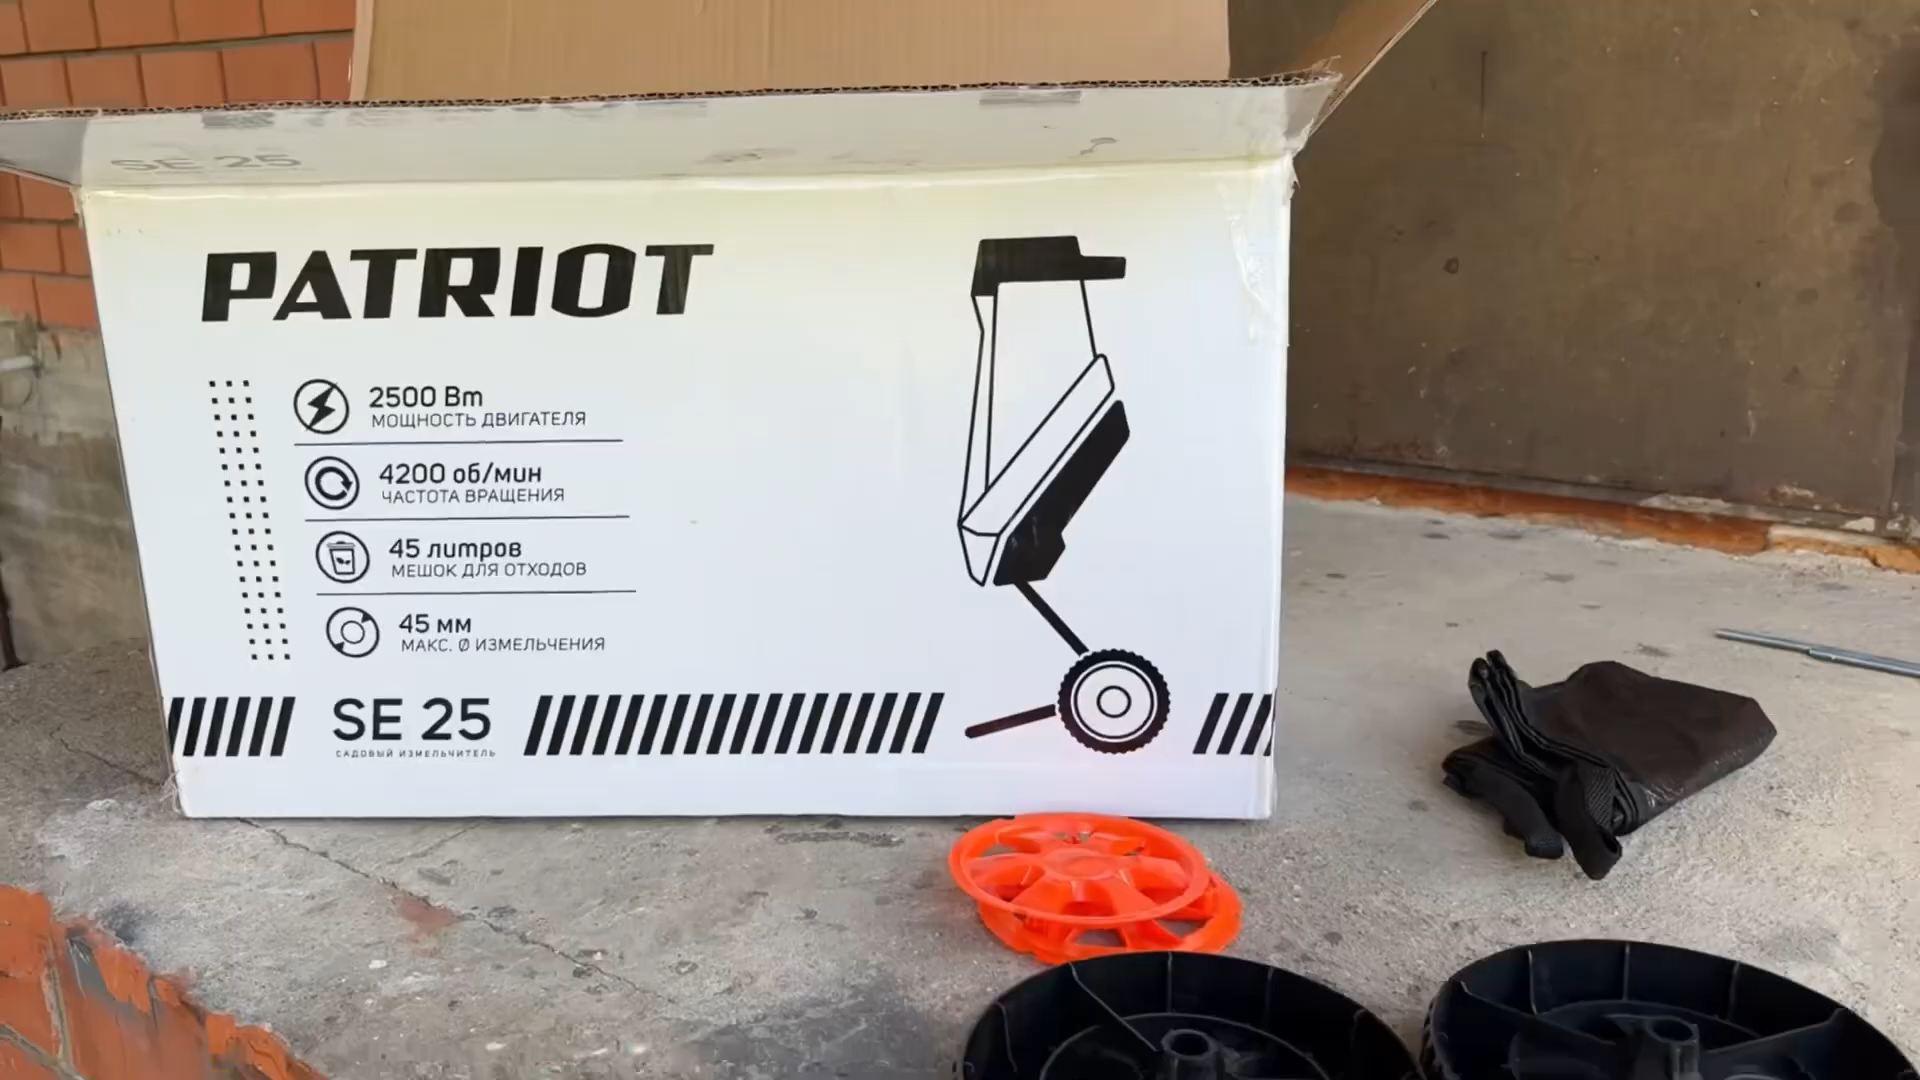 SE 25
PATRIOT
2500 Вт
МОЩНОСТЬ ДВИГАТЕЛЯ
4200 об/мин
ЧАСТОТА ВРАЩЕНИЯ
45 литров
МЕШОК ДЛЯ ОТХОДОВ
45 мм
МАКС. Ø ИЗМЕЛЬЧЕНИЯ
SE 25
САДОВЫЙ ИЗМЕЛЬЧИТЕЛЬ